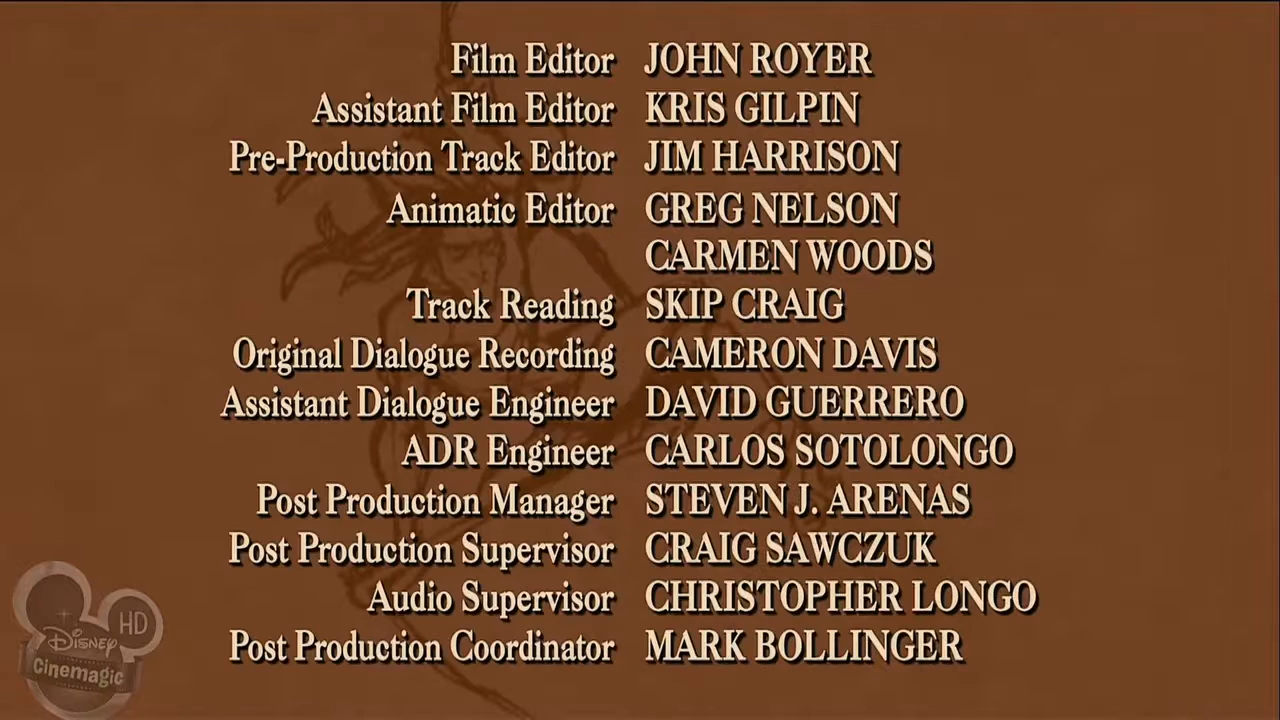 Film Editor JOHN ROYER
Assistant Film Editor KRIS GILPIN
Pre-Production Track Editor JIM HARRISON
Animatic Editor GREG NELSON
CARMEN WOODS
Track Reading SKIP CRAIG
Original Dialogue Recording CAMERON DAVIS
Assistant Dialogue Engineer DAVID GUERRERO
ADR Engineer CARLOS SOTOLONGO
Post Production Manager STEVEN J. ARENAS
Post Production Supervisor CRAIG SAWCZUK
Audio Supervisor CHRISTOPHER LONGO
Post Production Coordinator MARK BOLLINGER
HD
Disney
Cinemagic